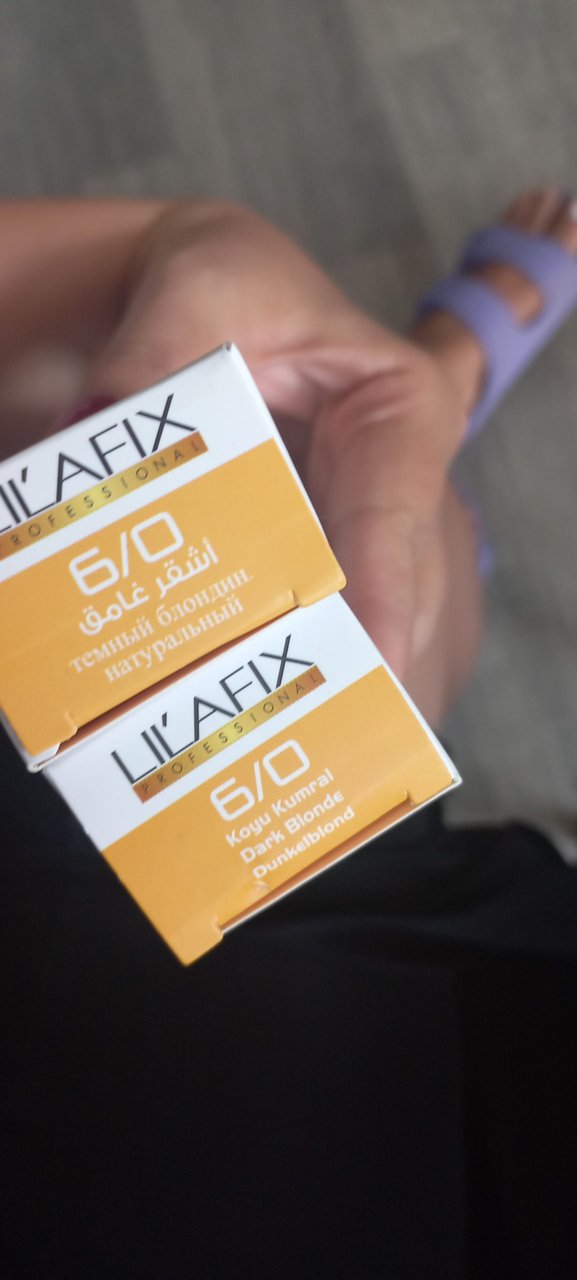 LIL'AFIX
PROFESSIONAL
6/0
أشقر غامق
темный блондин
натуральный
LIL'AFIX
PROFESSIONAL
6/0
Koyu Kumral
Dark Blonde
Dunkelblond